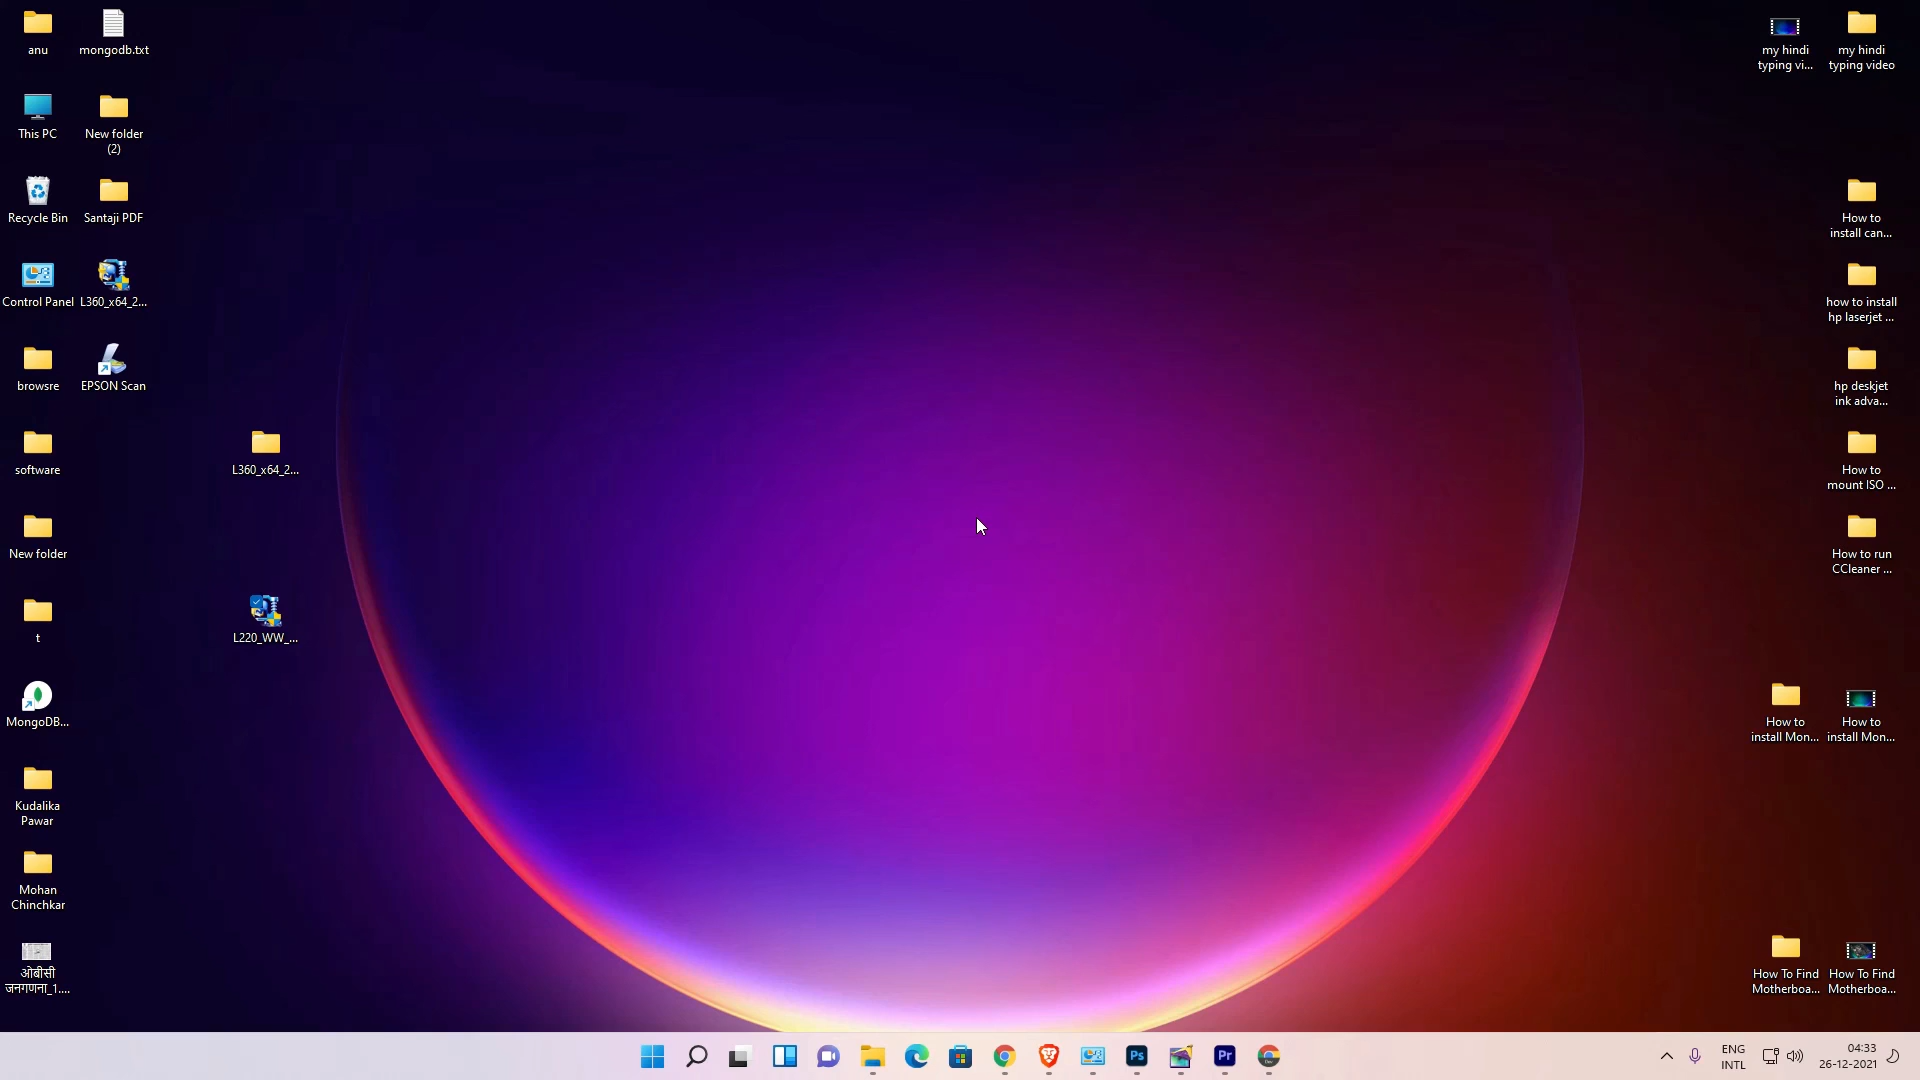 anu
mongodb.txt
my hindi
typing vi...
my hindi
typing video
This PC
New folder
(2)
Recycle Bin
Santaji PDF
How to
install can...
Control Panel
L360_x64_2...
how to install
hp laserjet ...
browsre
EPSON Scan
hp deskjet
ink adva...
software
L360_x64_2...
How to
mount ISO ...
New folder
How to run
CCleaner ...
t
L220_WW_...
MongoDB...
How to
install Mon...
How to
install Mon...
Kudalika
Pawar
Mohan
Chinchkar
ओबीसी
जनगणना_1....
How To Find
Motherboa...
How To Find
Motherboa...
Ps
Pr
ENG
INTL
04:33
26-12-2021